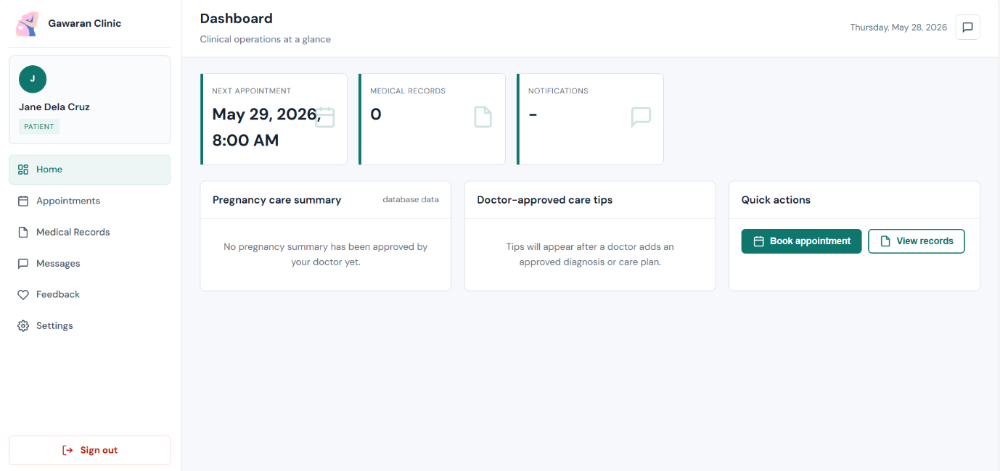 Gawaran Clinic
J
Jane Dela Cruz
PATIENT
Home
Appointments
Medical Records
Messages
Feedback
Settings
Sign out
Dashboard
Clinical operations at a glance
Thursday, May 28, 2026
NEXT APPOINTMENT
May 29, 2026,
8:00 AM
MEDICAL RECORDS
0
NOTIFICATIONS
–
Pregnancy care summary
database data
No pregnancy summary has been approved by
your doctor yet.
Doctor-approved care tips
Tips will appear after a doctor adds an
approved diagnosis or care plan.
Quick actions
Book appointment
View records